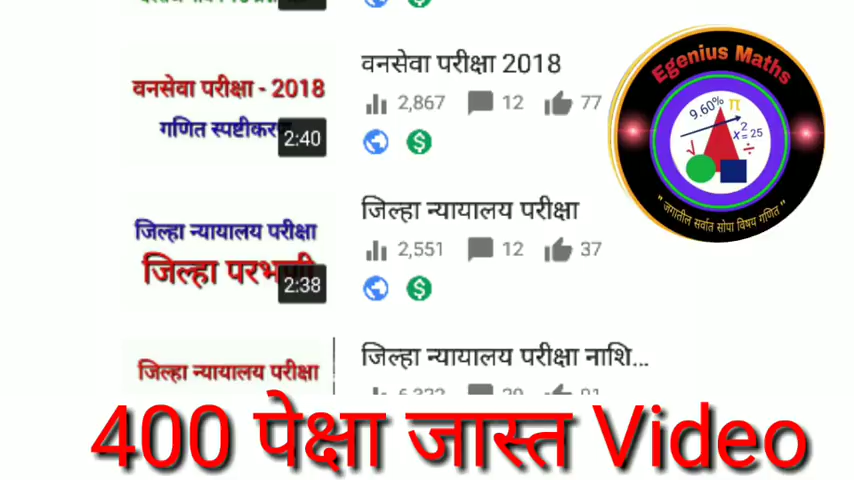 वनसेवा परीक्षा 2018
2,867 12 77
वनसेवा परीक्षा - 2018
गणित स्पष्टीकरण
2:40
Egenius Maths
9.60% π
x² = 25
√ ÷
" जगातील सर्वात सोपा विषय गणित "
जिल्हा न्यायालय परीक्षा
2,551 12 37
जिल्हा न्यायालय परीक्षा
जिल्हा परभणी
2:38
जिल्हा न्यायालय परीक्षा नाशि...
जिल्हा न्यायालय परीक्षा
400 पेक्षा जास्त Video